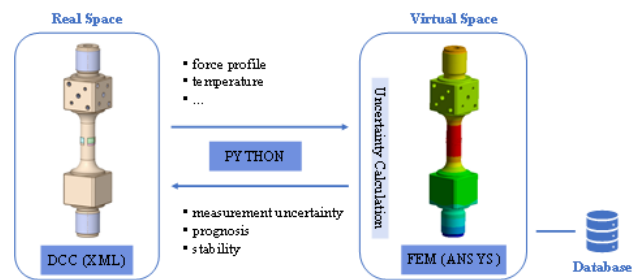 Real Space
Virtual Space
▪ force profile
▪ temperature
▪ ...
PYTHON
▪ measurement uncertainty
▪ prognosis
▪ stability
DCC (XML)
Uncertainty Calculation
FEM (ANSYS)
Database